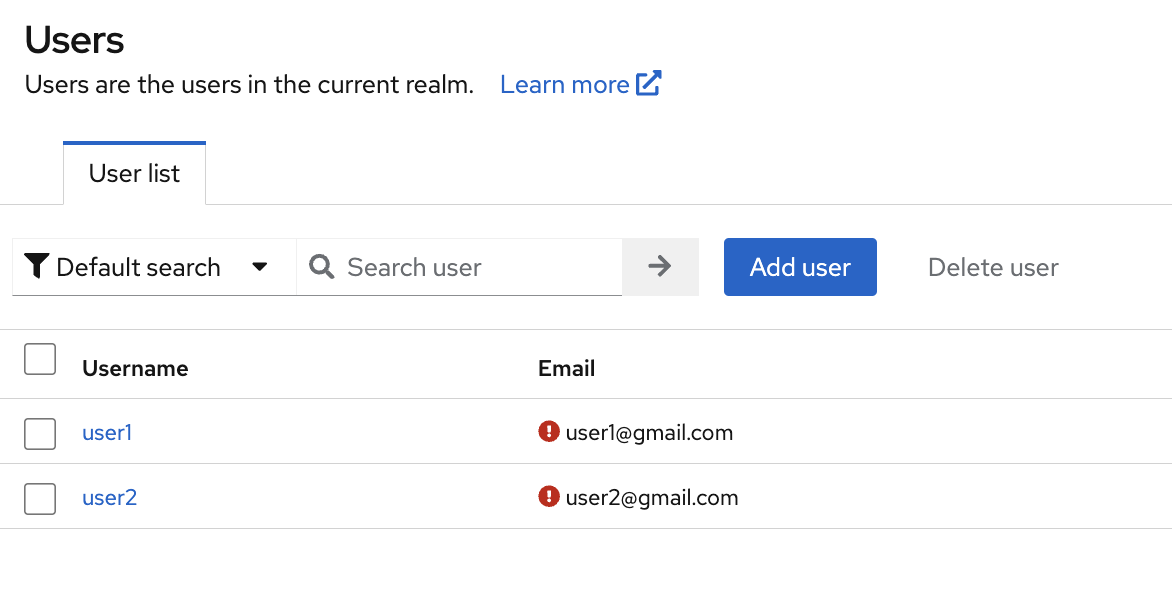 Users
Users are the users in the current realm. Learn more
User list
Default search Search user Add user Delete user
Username Email
user1 user1@gmail.com
user2 user2@gmail.com